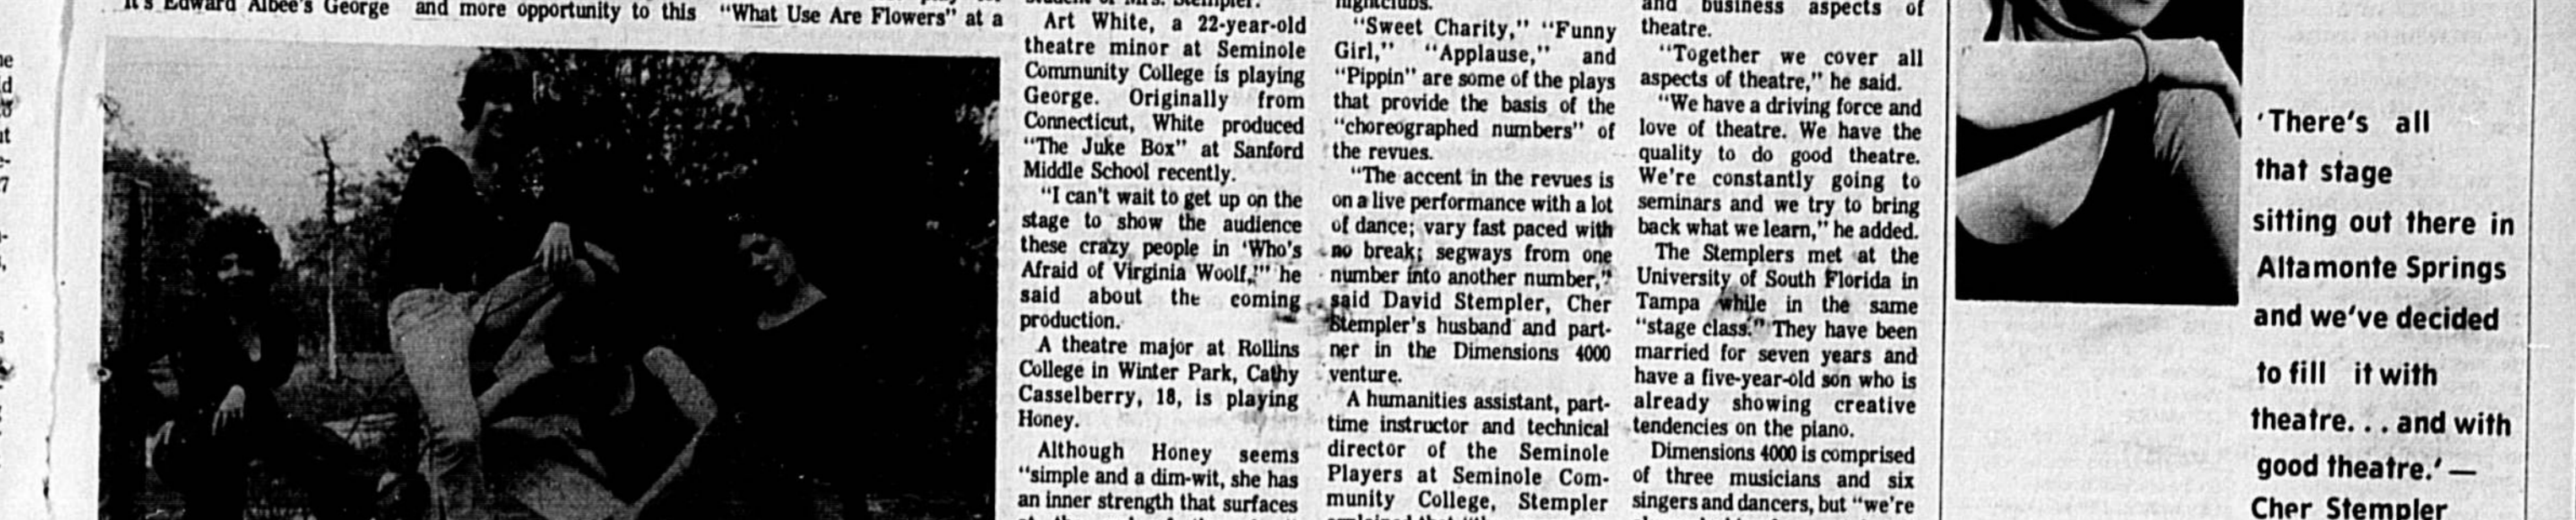 It's Edward Albee's George
and more opportunity to this
"What Use Are Flowers" at a
Art White, a 22-year-old
theatre minor at Seminole
Community College is playing
George. Originally from
Connecticut, White produced
"The Juke Box" at Sanford
Middle School recently.
"I can't wait to get up on the
stage to show the audience
these crazy people in 'Who's
Afraid of Virginia Woolf,'" he
said about the coming
production.
A theatre major at Rollins
College in Winter Park, Cathy
Casselberry, 18, is playing
Honey.
Although Honey seems
"simple and a dim-wit, she has
an inner strength that surfaces
nightclubs.
"Sweet Charity," "Funny
Girl," "Applause," and
"Pippin" are some of the plays
that provide the basis of the
"choreographed numbers" of
the revues.
"The accent in the revues is
on a live performance with a lot
of dance; vary fast paced with
no break; segways from one
number into another number,"
said David Stempler, Cher
Stempler's husband and part-
ner in the Dimensions 4000
venture.
A humanities assistant, part-
time instructor and technical
director of the Seminole
Players at Seminole Com-
munity College, Stempler
and business aspects of
theatre.
"Together we cover all
aspects of theatre," he said.
"We have a driving force and
love of theatre. We have the
quality to do good theatre.
We're constantly going to
seminars and we try to bring
back what we learn," he added.
The Stemplers met at the
University of South Florida in
Tampa while in the same
"stage class." They have been
married for seven years and
have a five-year-old son who is
already showing creative
tendencies on the piano.
Dimensions 4000 is comprised
of three musicians and six
singers and dancers, but "we're
'There's all
that stage
sitting out there in
Altamonte Springs
and we've decided
to fill it with
theatre. . . and with
good theatre.' —
Cher Stempler